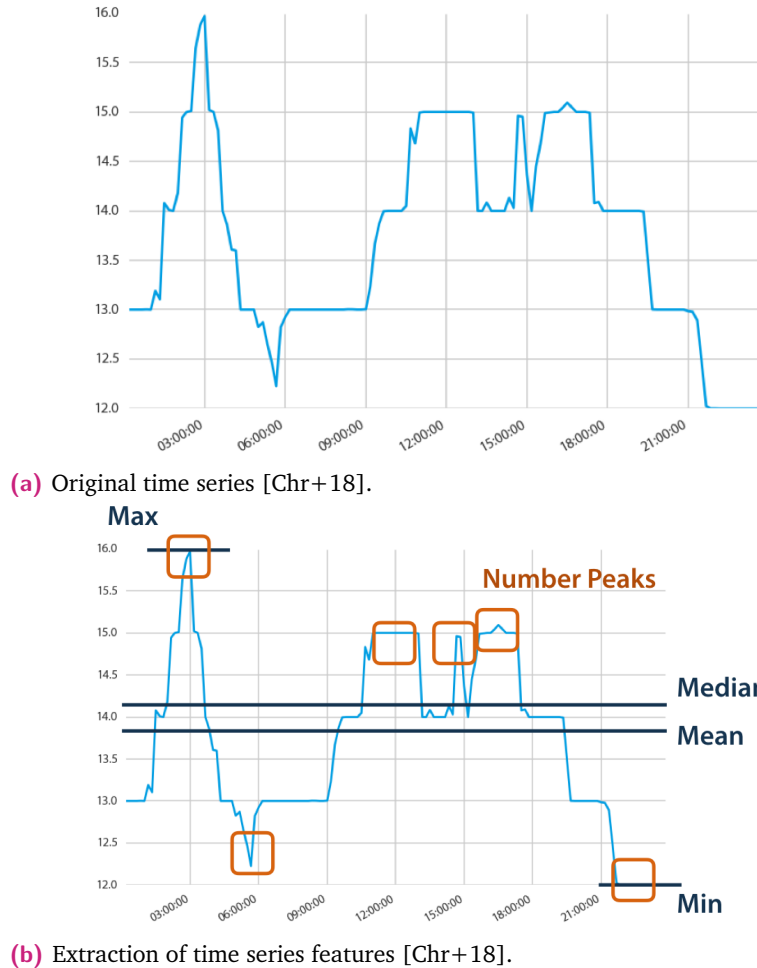 16.0
15.5
15.0
14.5
14.0
13.5
13.0
12.5
12.0
03:00:00 06:00:00 09:00:00 12:00:00 15:00:00 18:00:00 21:00:00
(a) Original time series [Chr+18].
Max
16.0
Number Peaks
15.5
15.0
14.5
Median
14.0
Mean
13.5
13.0
12.5
12.0
Min
03:00:00 06:00:00 09:00:00 12:00:00 15:00:00 18:00:00 21:00:00
(b) Extraction of time series features [Chr+18].